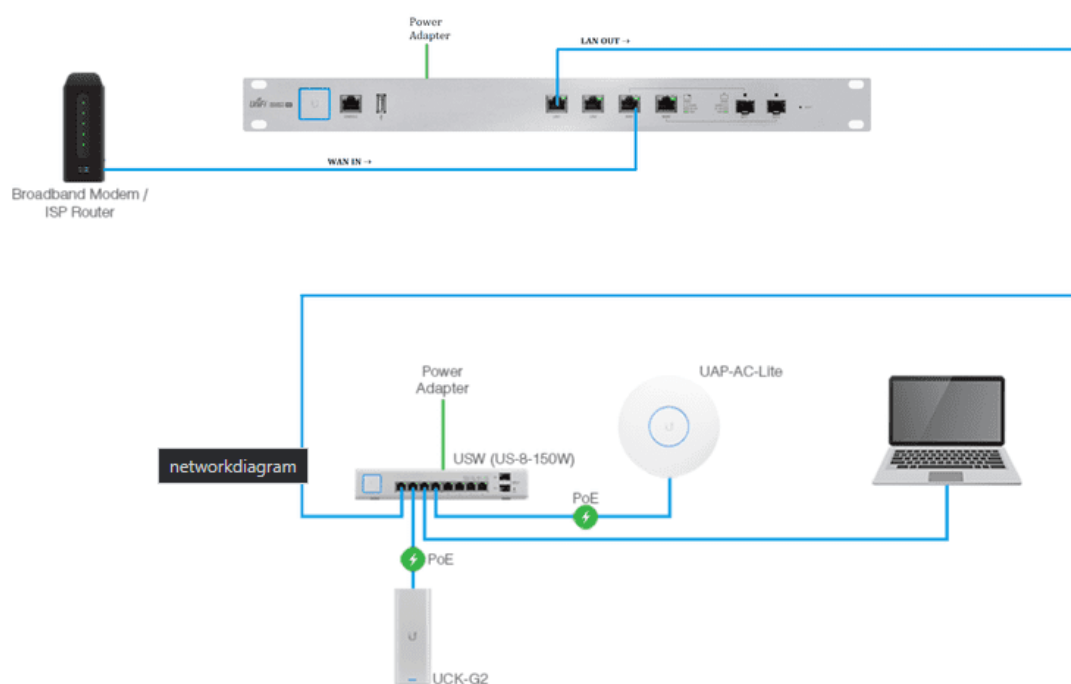 Power
Adapter
LAN OUT →
UniFi
WAN IN →
Broadband Modem /
ISP Router
Power
Adapter
UAP-AC-Lite
networkdiagram
USW (US-8-150W)
PoE
PoE
UCK-G2